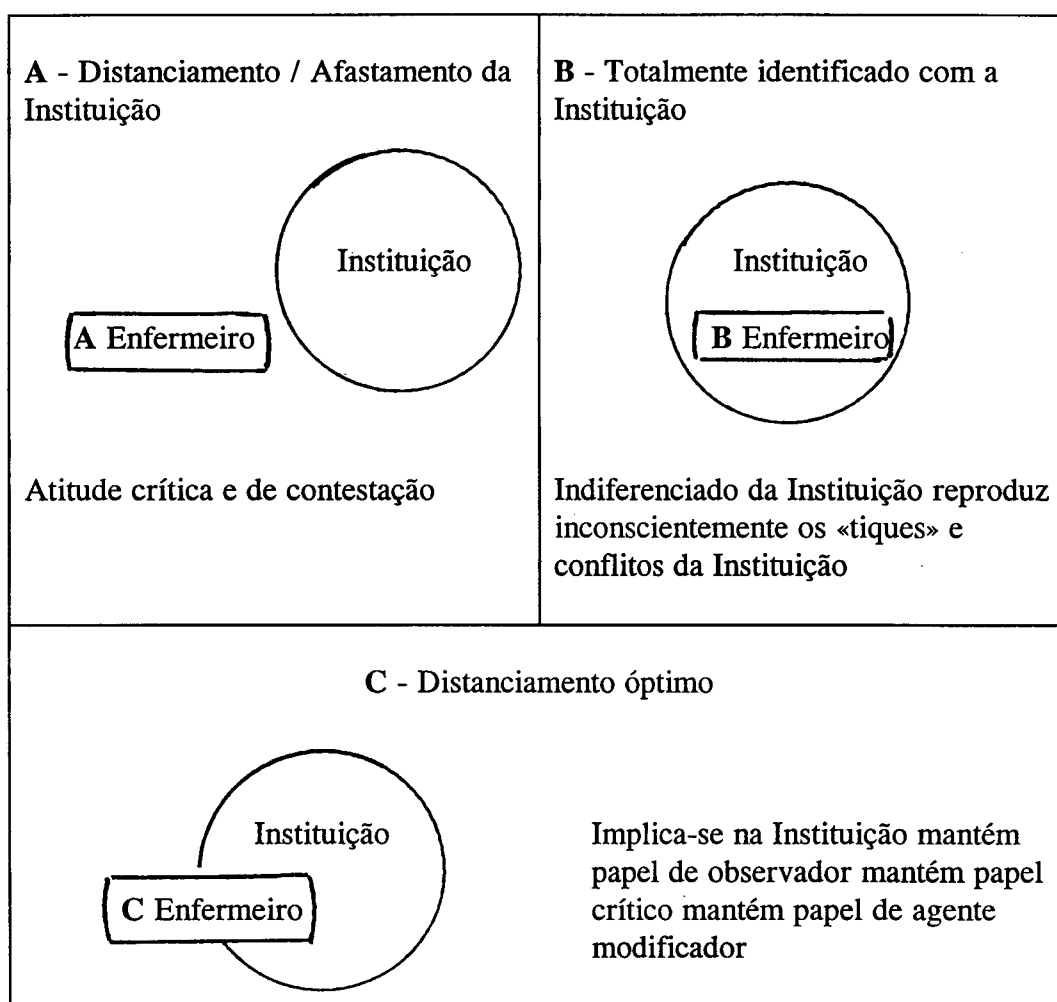 A - Distanciamento / Afastamento da
Instituição
Instituição
A Enfermeiro
Atitude crítica e de contestação
B - Totalmente identificado com a
Instituição
Instituição
B Enfermeiro
Indiferenciado da Instituição reproduz
inconscientemente os «tiques» e
conflitos da Instituição
C - Distanciamento óptimo
Instituição
C Enfermeiro
Implica-se na Instituição mantém
papel de observador mantém papel
crítico mantém papel de agente
modificador